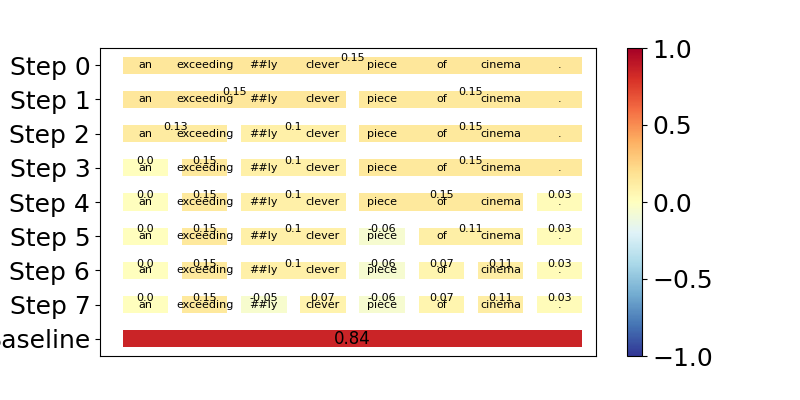 0.15
Step 0 an exceeding ##ly clever piece of cinema .
0.15 0.15
Step 1 an exceeding ##ly clever piece of cinema .
0.13 0.1 0.15
Step 2 an exceeding ##ly clever piece of cinema .
0.0 0.15 0.1 0.15
Step 3 an exceeding ##ly clever piece of cinema .
0.0 0.15 0.1 0.15 0.03
Step 4 an exceeding ##ly clever piece of cinema .
0.0 0.15 0.1 -0.06 0.11 0.03
Step 5 an exceeding ##ly clever piece of cinema .
0.0 0.15 0.1 -0.06 0.07 0.11 0.03
Step 6 an exceeding ##ly clever piece of cinema .
0.0 0.15 -0.05 0.07 -0.06 0.07 0.11 0.03
Step 7 an exceeding ##ly clever piece of cinema .
aseline 0.84
1.0
0.5
0.0
−0.5
−1.0